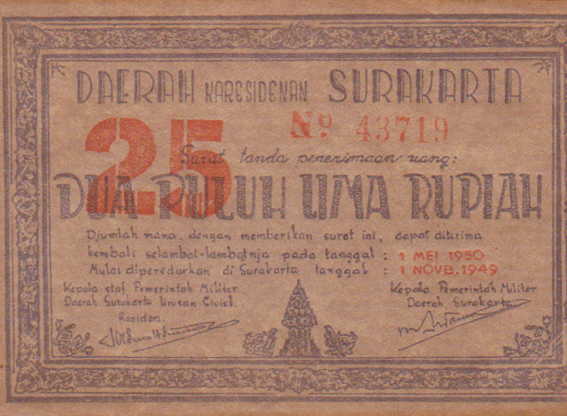 DAERAH KARESIDENAN SURAKARTA
No 43719
25
Surat tanda penerimaan uang:
DUA PULUH LIMA RUPIAH
Djumlah mana, dengan memberikan surat ini, dapat diterima
kembali selambat-lambatnja pada tanggal : 1 MEI 1950
Mulai diperedarkan di Surakarta tanggal : 1 NOVB. 1949
Kepala staf Pemerintah Militer
Daerah Surakarta Urusan Civiel.
Residen.
Kepala Pemerintah Militer
Daerah Surakarta